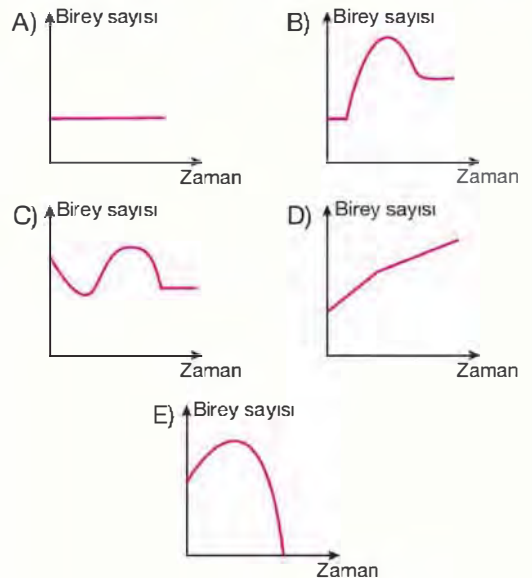 A) Birey sayısı
Zaman
B) Birey sayısı
Zaman
C) Birey sayısı
Zaman
D) Birey sayısı
Zaman
E) Birey sayısı
Zaman